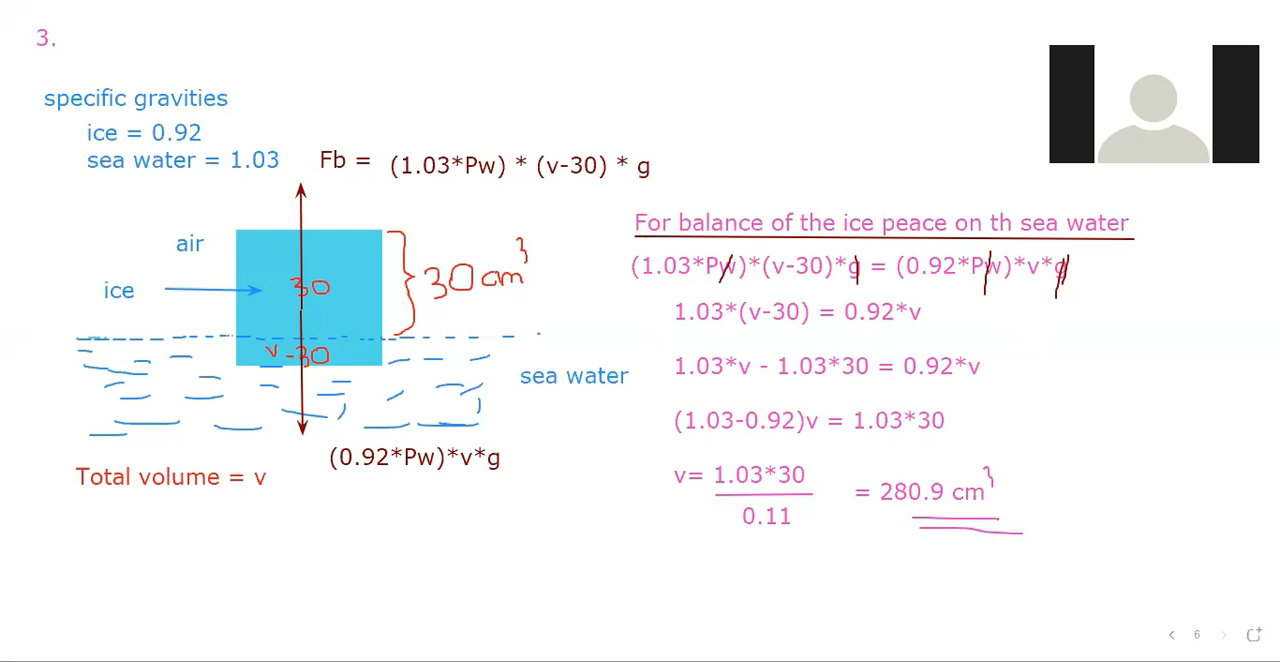 3.
specific gravities
ice = 0.92
sea water = 1.03
Fb = (1.03*Pw) * (v-30) * g
air
ice
30
30 cm³
v-30
sea water
(0.92*Pw)*v*g
Total volume = v
For balance of the ice peace on th sea water
(1.03*Pw)*(v-30)*g = (0.92*Pw)*v*g
1.03*(v-30) = 0.92*v
1.03*v - 1.03*30 = 0.92*v
(1.03-0.92)v = 1.03*30
v= 1.03*30
0.11
= 280.9 cm³
6